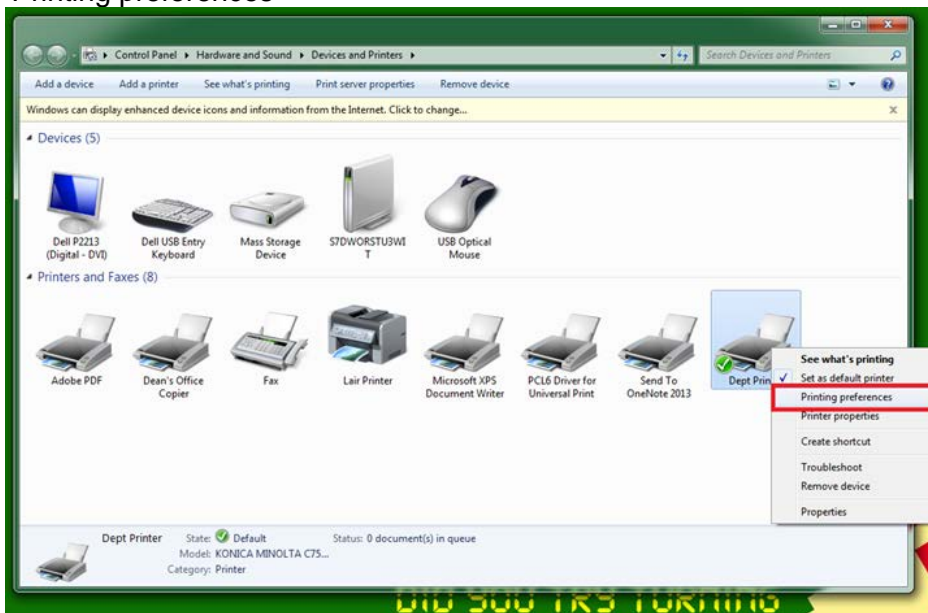 Printing preferences
Control Panel ▸ Hardware and Sound ▸ Devices and Printers ▸
Search Devices and Printers
Add a device Add a printer See what's printing Print server properties Remove device
Windows can display enhanced device icons and information from the Internet. Click to change...
Devices (5)
Dell P2213 (Digital - DVI)
Dell USB Entry Keyboard
Mass Storage Device
S7DWORSTU3WIT
USB Optical Mouse
Printers and Faxes (8)
Adobe PDF
Dean's Office Copier
Fax
Lair Printer
Microsoft XPS Document Writer
PCL6 Driver for Universal Print
Send To OneNote 2013
Dept Prin
See what's printing
Set as default printer
Printing preferences
Printer properties
Create shortcut
Troubleshoot
Remove device
Properties
Dept Printer State: Default Status: 0 document(s) in queue
Model: KONICA MINOLTA C75...
Category: Printer
DID YOU TRY TURNING